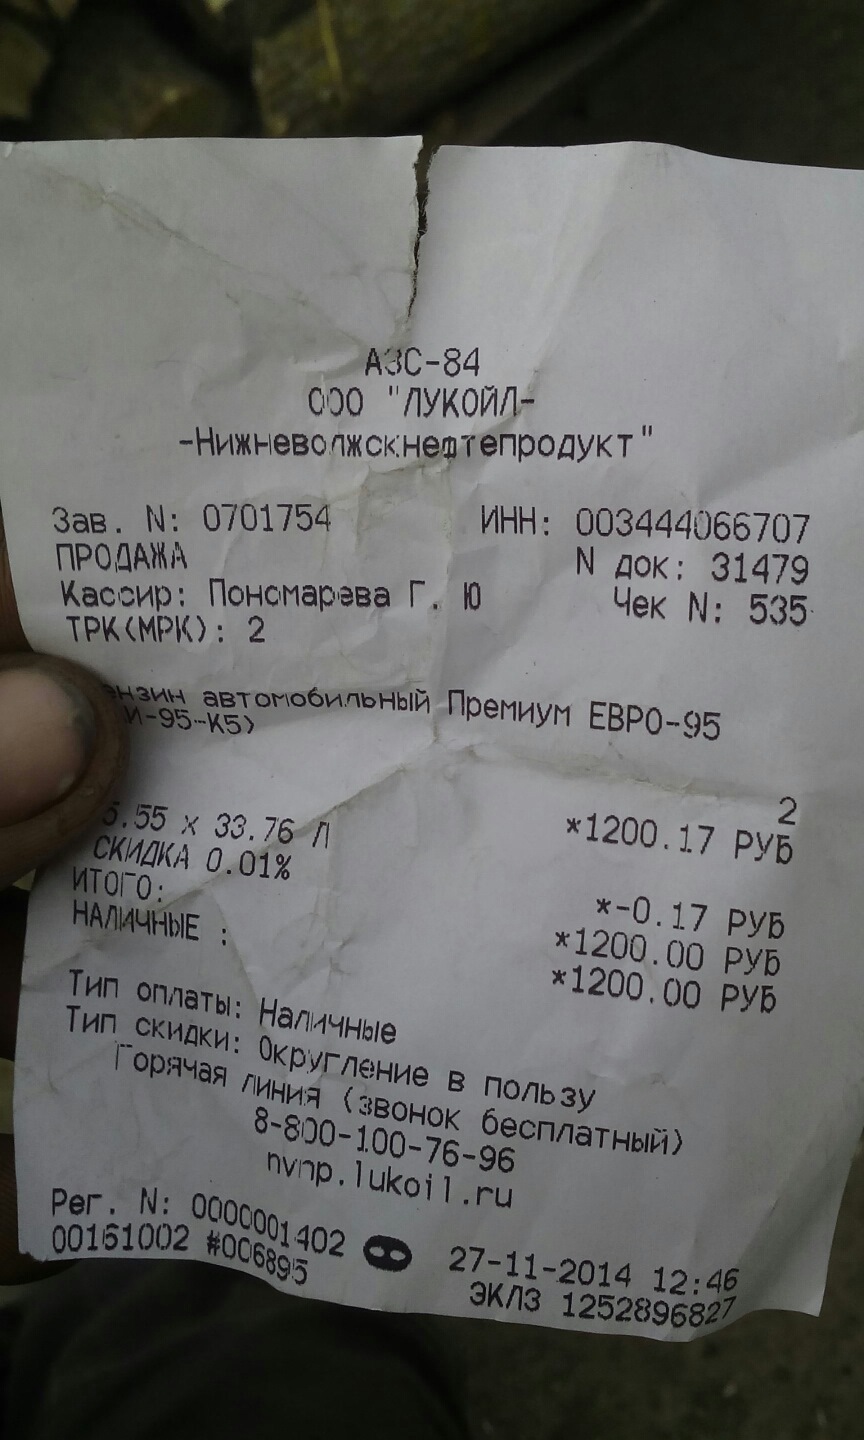 АЗС-84
ООО "ЛУКОЙЛ-
-Нижневолжскнефтепродукт"
Зав. N: 0701754 ИНН: 003444066707
ПРОДАЖА N док: 31479
Кассир: Пономарева Г. Ю Чек N: 535
ТРК(МРК): 2
ензин автомобильный Премиум ЕВРО-95
И-95-К5)
2
5.55 x 33.76 Л *1200.17 РУБ
СКИДКА 0.01% *-0.17 РУБ
ИТОГО: *1200.00 РУБ
НАЛИЧНЫЕ : *1200.00 РУБ
Тип оплаты: Наличные
Тип скидки: Округление в пользу
Горячая линия (звонок бесплатный)
8-800-100-76-96
nvnp.lukoil.ru
Рег. N: 0000001402 27-11-2014 12:46
00161002 #006895 ЭКЛЗ 1252896827